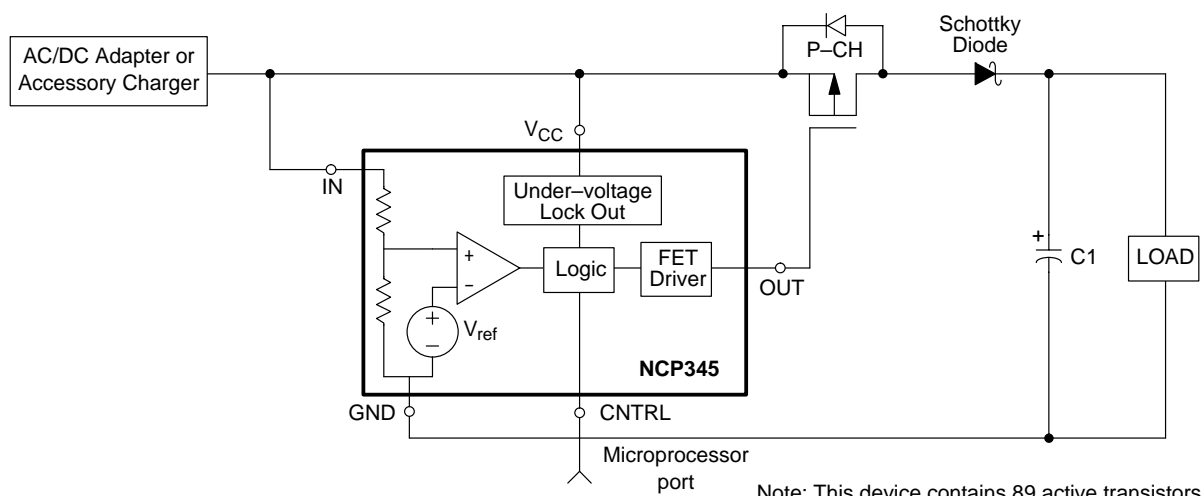 AC/DC Adapter or
Accessory Charger
P–CH
Schottky
Diode
VCC
IN
Under–voltage
Lock Out
+
–
Logic
FET
Driver
OUT
+
C1
LOAD
+
–
Vref
NCP345
GND
CNTRL
Microprocessor
port
Note: This device contains 89 active transistors